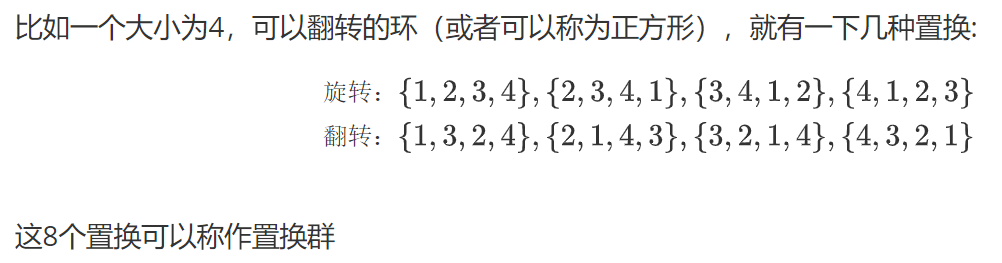 比如一个大小为4，可以翻转的环（或者可以称为正方形），就有一下几种置换:
旋转：{1,2,3,4},{2,3,4,1},{3,4,1,2},{4,1,2,3}
翻转：{1,3,2,4},{2,1,4,3},{3,2,1,4},{4,3,2,1}
这8个置换可以称作置换群